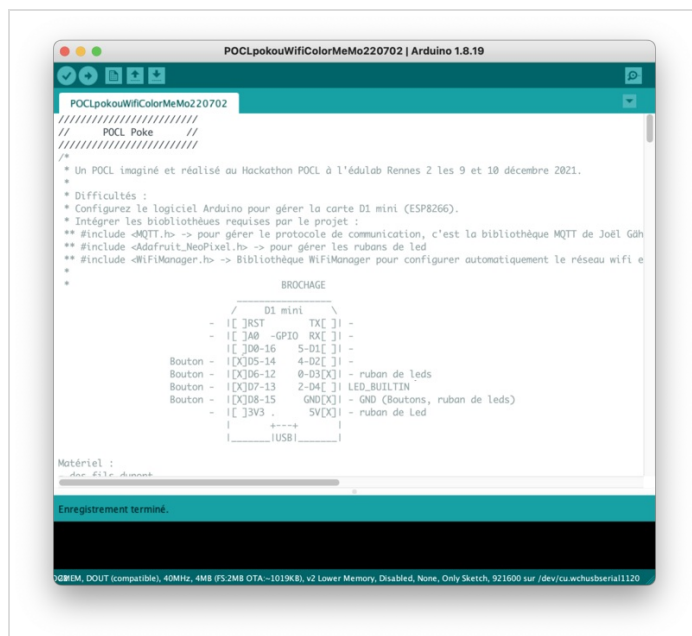 POCLpokouWifiColorMeMo220702 | Arduino 1.8.19
POCLpokouWifiColorMeMo220702
/////////////////////////
//      POCL Poke      //
/////////////////////////
/*
* Un POCL imaginé et réalisé au Hackathon POCL à l'édulab Rennes 2 les 9 et 10 décembre 2021.
*
* Difficultés :
* Configurez le logiciel Arduino pour gérer la carte D1 mini (ESP8266).
* Intégrer les biobliothèues requises par le projet :
** #include <MQTT.h> -> pour gérer le protocole de communication, c'est la bibliothèque MQTT de Joël Gäh
** #include <Adafruit_NeoPixel.h> -> pour gérer les rubans de led
** #include <WiFiManager.h> -> Bibliothèque WiFiManager pour configurer automatiquement le réseau wifi e
*
* BROCHAGE
_________________
/     D1 mini     \
- |[ ]RST        TX[ ]| -
- |[ ]A0  -GPIO  RX[ ]| -
|[ ]D0-16    5-D1[ ]| -
Bouton - |[X]D5-14    4-D2[ ]| -
Bouton - |[X]D6-12    0-D3[X]| - ruban de leds
Bouton - |[X]D7-13    2-D4[ ]| LED_BUILTIN
Bouton - |[X]D8-15     GND[X]| - GND (Boutons, ruban de leds)
- |[ ]3V3 .      5V[X]| - ruban de Led
|       +---+       |
|_______|USB|_______|
Matériel :
- des fils dupont
Enregistrement terminé.
DOUT (compatible), 40MHz, 4MB (FS:2MB OTA:~1019KB), v2 Lower Memory, Disabled, None, Only Sketch, 921600 sur /dev/cu.wchusbserial1120